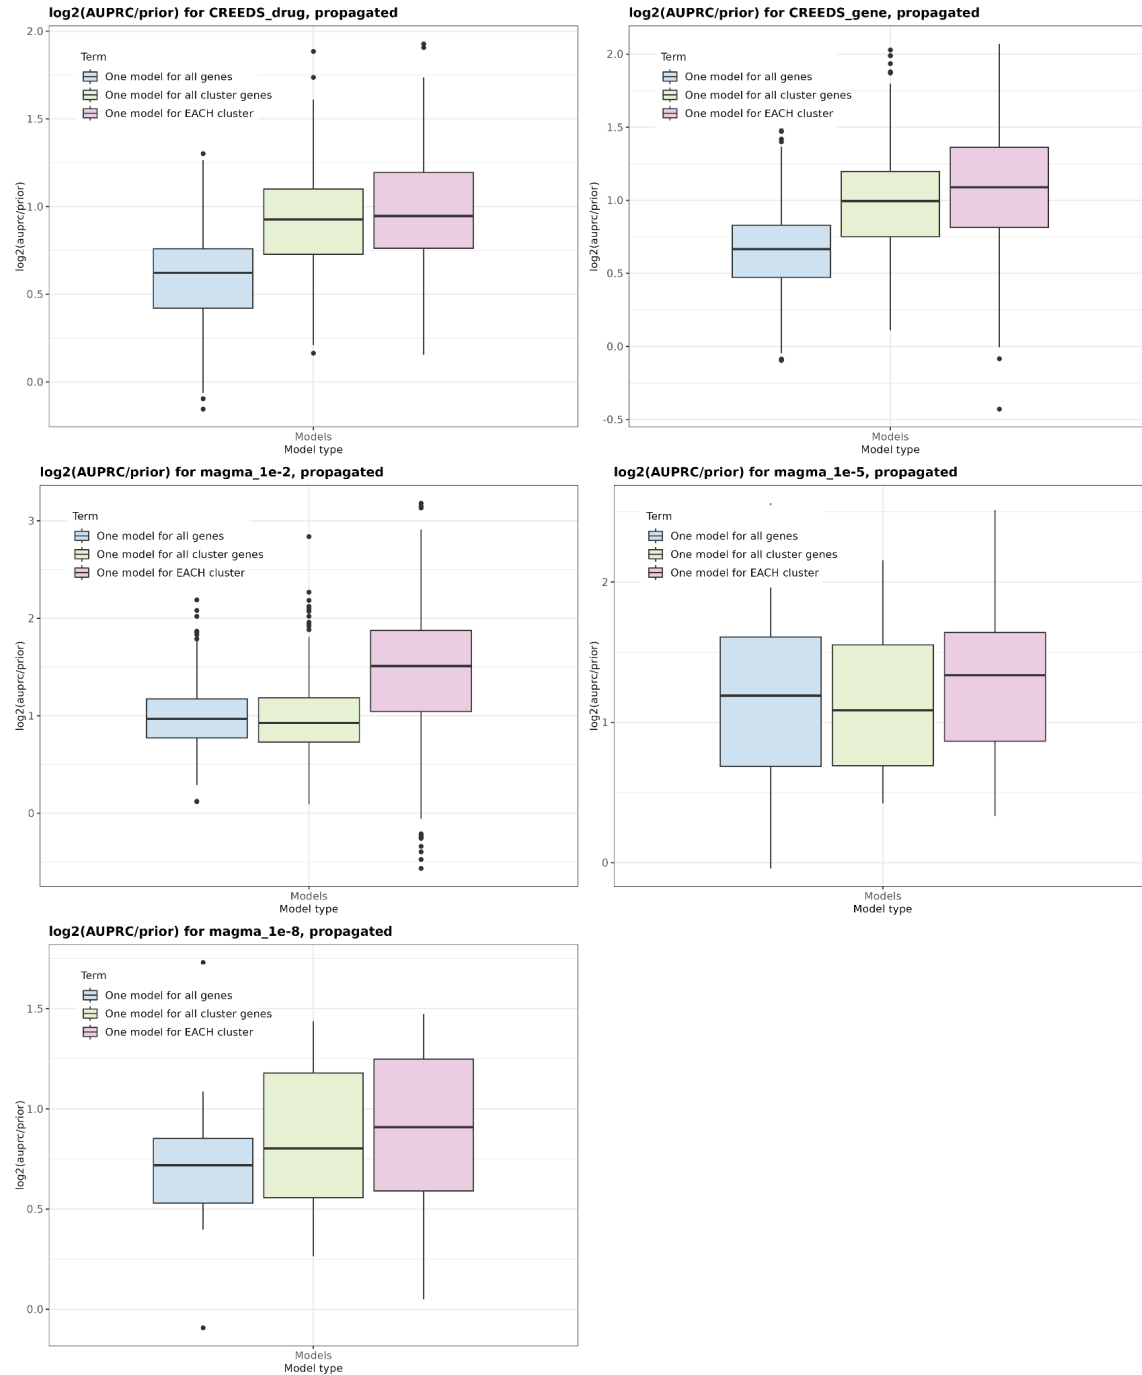 log2(AUPRC/prior) for CREEDS_drug, propagated
2.0
1.5
1.0
0.5
0.0
log2(auprc/prior)
Term
One model for all genes
One model for all cluster genes
One model for EACH cluster
Models
Model type
log2(AUPRC/prior) for CREEDS_gene, propagated
2.0
1.5
1.0
0.5
0.0
-0.5
log2(auprc/prior)
Term
One model for all genes
One model for all cluster genes
One model for EACH cluster
Models
Model type
log2(AUPRC/prior) for magma_1e-2, propagated
3
2
1
0
log2(auprc/prior)
Term
One model for all genes
One model for all cluster genes
One model for EACH cluster
Models
Model type
log2(AUPRC/prior) for magma_1e-5, propagated
2
1
0
log2(auprc/prior)
Term
One model for all genes
One model for all cluster genes
One model for EACH cluster
Models
Model type
log2(AUPRC/prior) for magma_1e-8, propagated
1.5
1.0
0.5
0.0
log2(auprc/prior)
Term
One model for all genes
One model for all cluster genes
One model for EACH cluster
Models
Model type